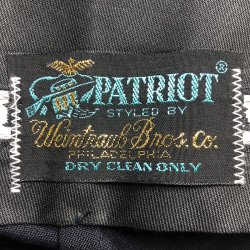 PATRIOT ®
STYLED BY
Weintraub Bros. Co.
PHILADELPHIA
DRY CLEAN ONLY